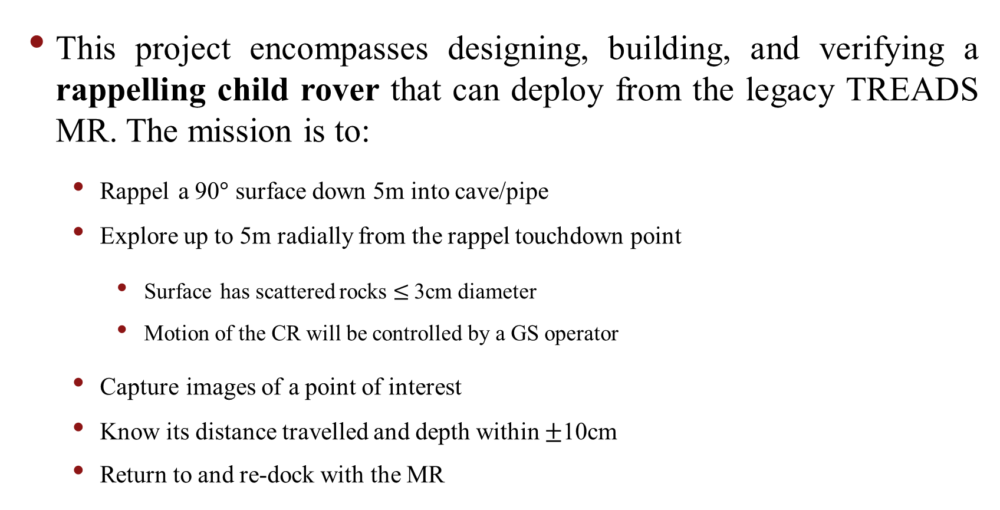 • This project encompasses designing, building, and verifying a
rappelling child rover that can deploy from the legacy TREADS
MR. The mission is to:
• Rappel a 90° surface down 5m into cave/pipe
• Explore up to 5m radially from the rappel touchdown point
• Surface has scattered rocks ≤ 3cm diameter
• Motion of the CR will be controlled by a GS operator
• Capture images of a point of interest
• Know its distance travelled and depth within ±10cm
• Return to and re-dock with the MR